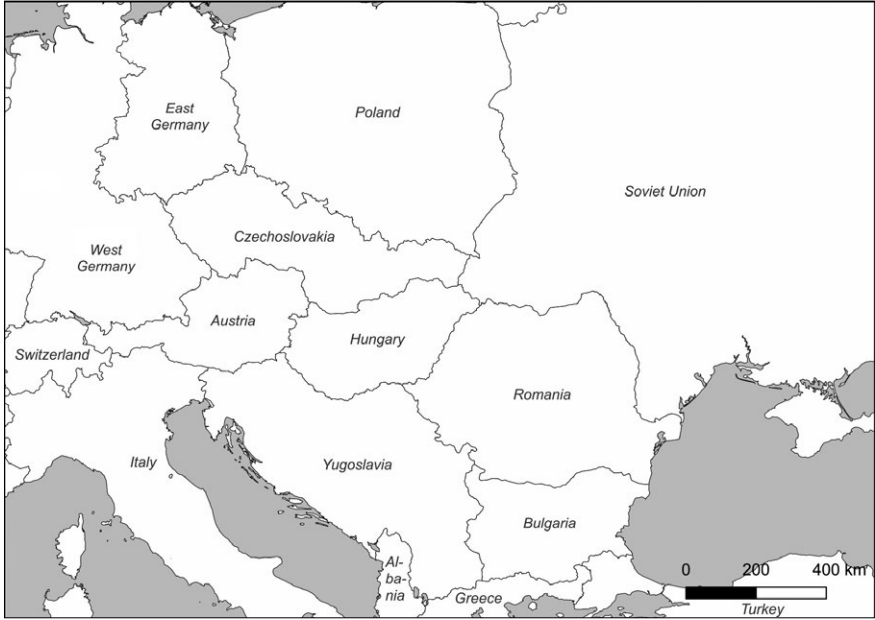 East
Germany
Poland
Soviet Union
Czechoslovakia
West
Germany
Austria
Hungary
Switzerland
Romania
Italy
Yugoslavia
Bulgaria
Al-
ba-
nia
Greece
0 200 400 km
Turkey